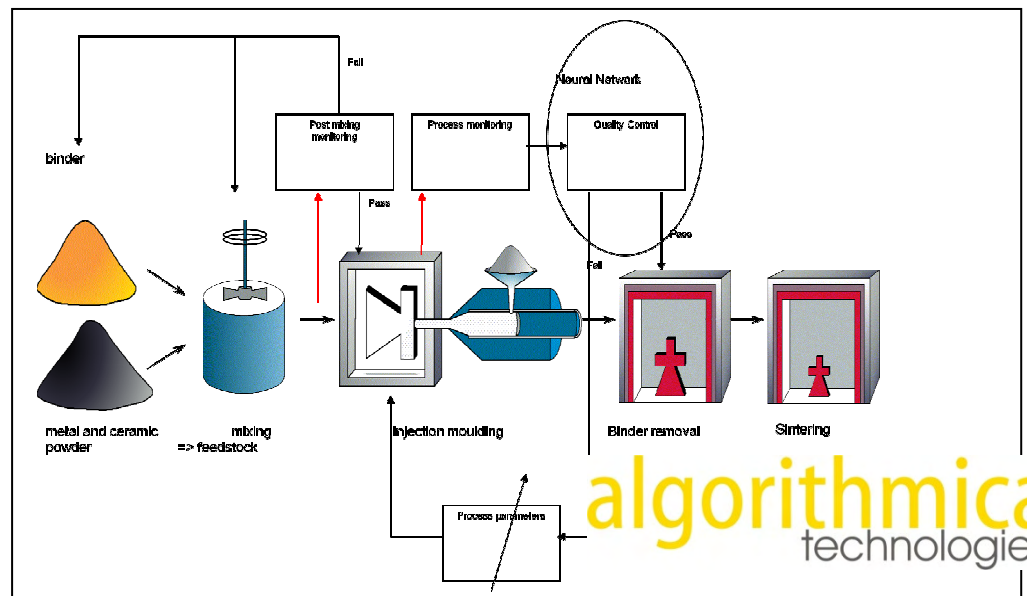 Fail
Neural Network
Post mixing
monitoring
Process monitoring
Quality Control
binder
Pass
Pass
Fail
metal and ceramic
powder
mixing
=> feedstock
Injection moulding
Binder removal
Sintering
Process parameters
algorithmica
technologie